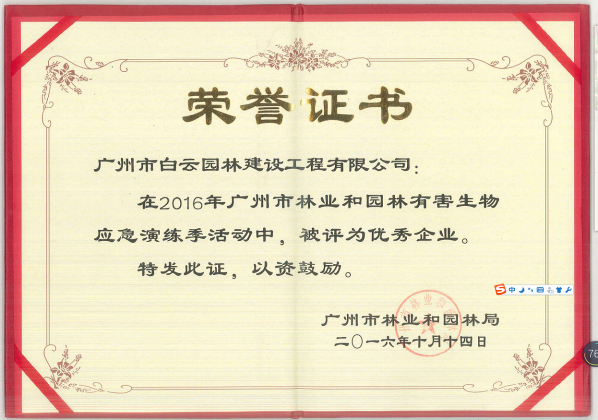 荣誉证书
广州市白云园林建设工程有限公司：
在2016年广州市林业和园林有害生物
应急演练季活动中，被评为优秀企业。
特发此证，以资鼓励。
广州市林业和园林局
二〇一六年十月十四日
中
76